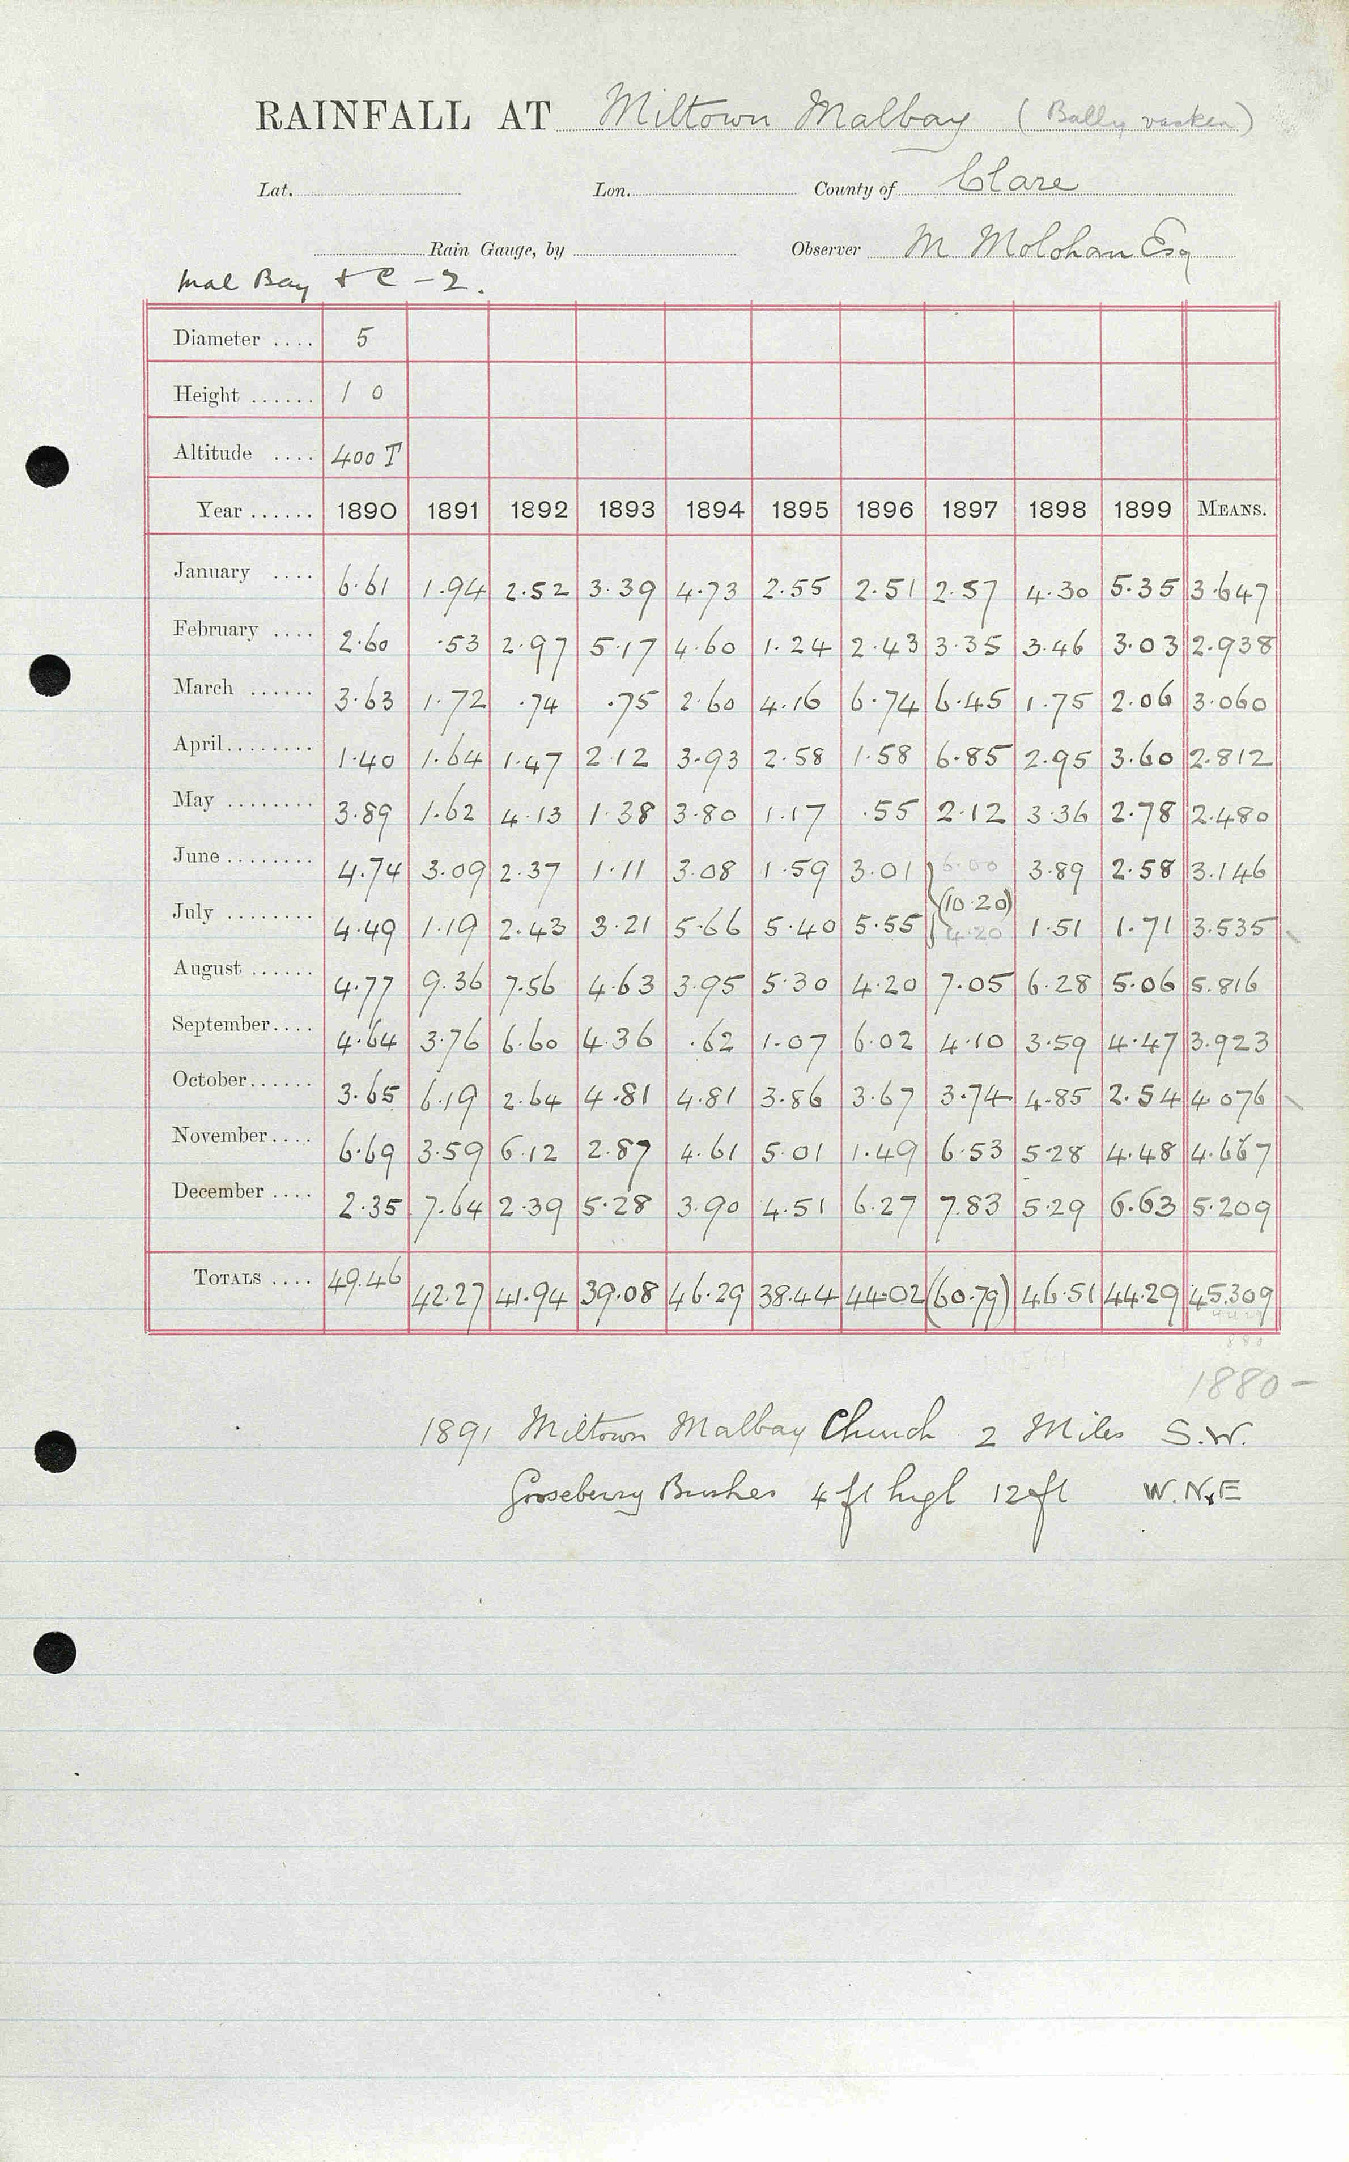 RAINFALL AT Miltown Malbay (Bally vasken)
Lat. Lon. County of Clare
Rain Gauge, by Observer M Molohan Esq
Mal Bay & C - 2.
Diameter .... 5
Height ...... 1 0
Altitude .... 400 T
Year ...... 1890 1891 1892 1893 1894 1895 1896 1897 1898 1899 MEANS.
January .... 6.61 1.94 2.52 3.39 4.73 2.55 2.51 2.57 4.30 5.35 3.647
February .... 2.60 .53 2.97 5.17 4.60 1.24 2.43 3.35 3.46 3.03 2.938
March ...... 3.63 1.72 .74 .75 2.60 4.16 6.74 6.45 1.75 2.06 3.060
April........ 1.40 1.64 1.47 2.12 3.93 2.58 1.58 6.85 2.95 3.60 2.812
May ........ 3.89 1.62 4.13 1.38 3.80 1.17 .55 2.12 3.36 2.78 2.480
June ........ 4.74 3.09 2.37 1.11 3.08 1.59 3.01 6.00 3.89 2.58 3.146
(10.20)
July ........ 4.49 1.19 2.43 3.21 5.66 5.40 5.55 4.20 1.51 1.71 3.535
August ...... 4.77 9.36 7.56 4.63 3.95 5.30 4.20 7.05 6.28 5.06 5.816
September.... 4.64 3.76 6.60 4.36 .62 1.07 6.02 4.10 3.59 4.47 3.923
October...... 3.65 6.19 2.64 4.81 4.81 3.86 3.67 3.74 4.85 2.54 4.076
November.... 6.69 3.59 6.12 2.87 4.61 5.01 1.49 6.53 5.28 4.48 4.667
December .... 2.35 7.64 2.39 5.28 3.90 4.51 6.27 7.83 5.29 6.63 5.209
TOTALS .... 49.46 42.27 41.94 39.08 46.29 38.44 44.02 (60.79) 46.51 44.29 45.309
1880 -
1891 Miltown Malbay Church 2 Miles S.W.
Gooseberry Bushes 4 ft high 12 ft W.N.E